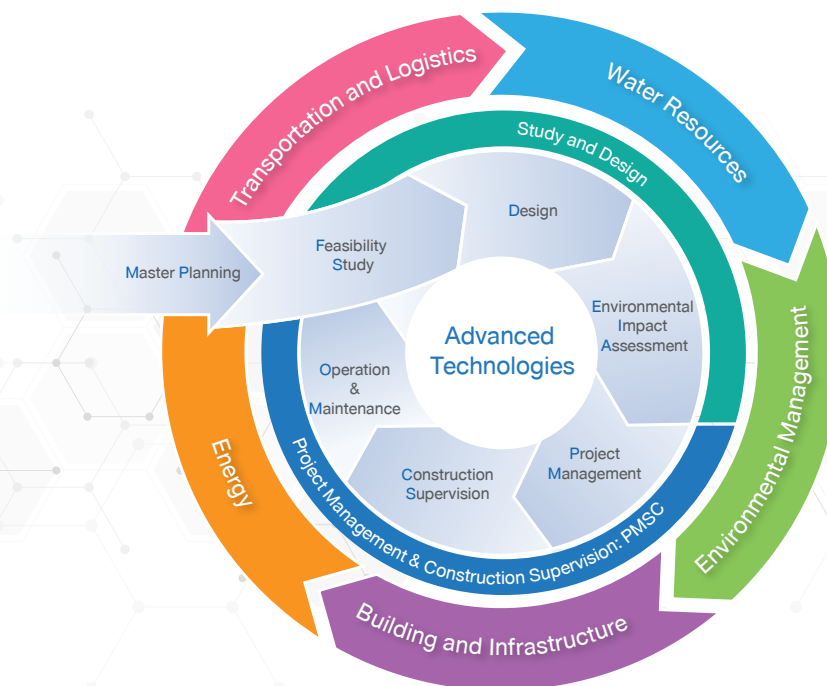 Transportation and Logistics
Water Resources
Environmental Management
Building and Infrastructure
Energy
Study and Design
Project Management & Construction Supervision: PMSC
Master Planning
Feasibility
Study
Design
Environmental
Impact
Assessment
Project
Management
Construction
Supervision
Operation
&
Maintenance
Advanced
Technologies